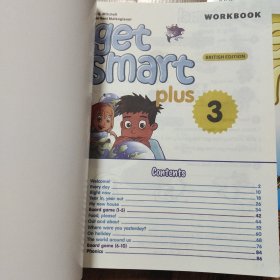 WORKBOOK
get
smart
plus
3
BRITISH EDITION
Contents
Welcome!
Every day 2
Right now 10
Year in, year out 18
My new house 26
Board game (1-5) 34
Food, please! 42
Out and about 44
Where were you yesterday? 52
On holiday 60
The world around us 68
Board game (6-10) 76
Phonics 84
86